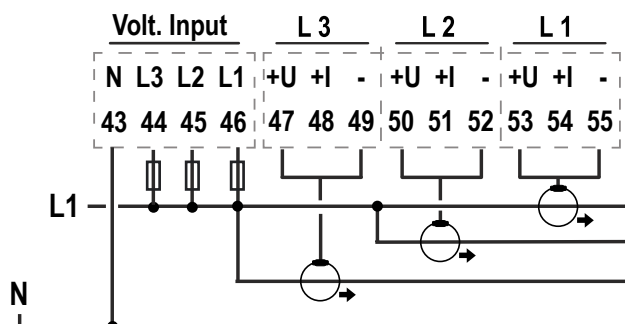 Volt. Input L 3 L 2 L 1
N L3 L2 L1 +U +I - +U +I - +U +I -
43 44 45 46 47 48 49 50 51 52 53 54 55
L1
N